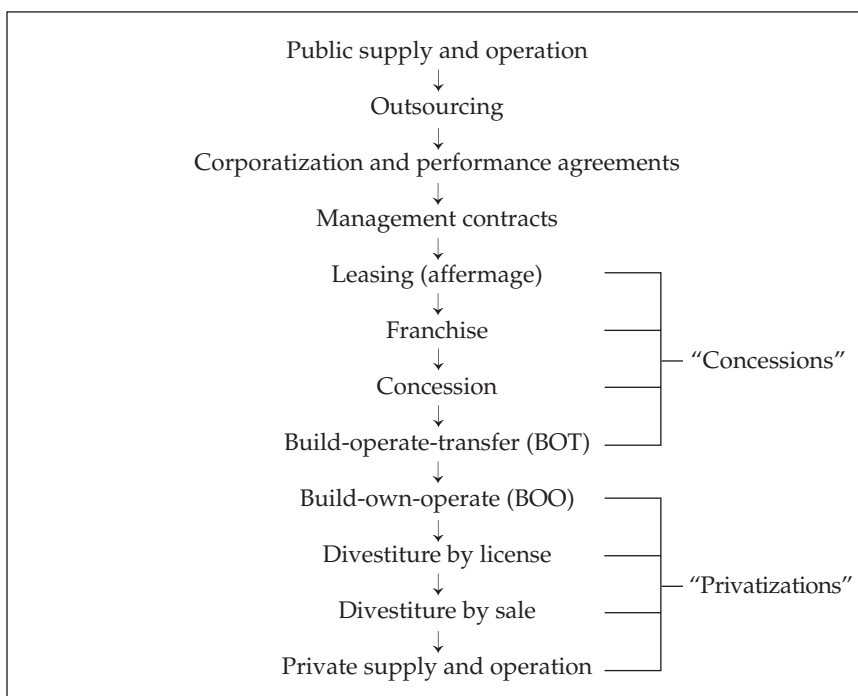 Public supply and operation
Outsourcing
Corporatization and performance agreements
Management contracts
Leasing (affermage)
Franchise
“Concessions”
Concession
Build-operate-transfer (BOT)
Build-own-operate (BOO)
Divestiture by license
“Privatizations”
Divestiture by sale
Private supply and operation